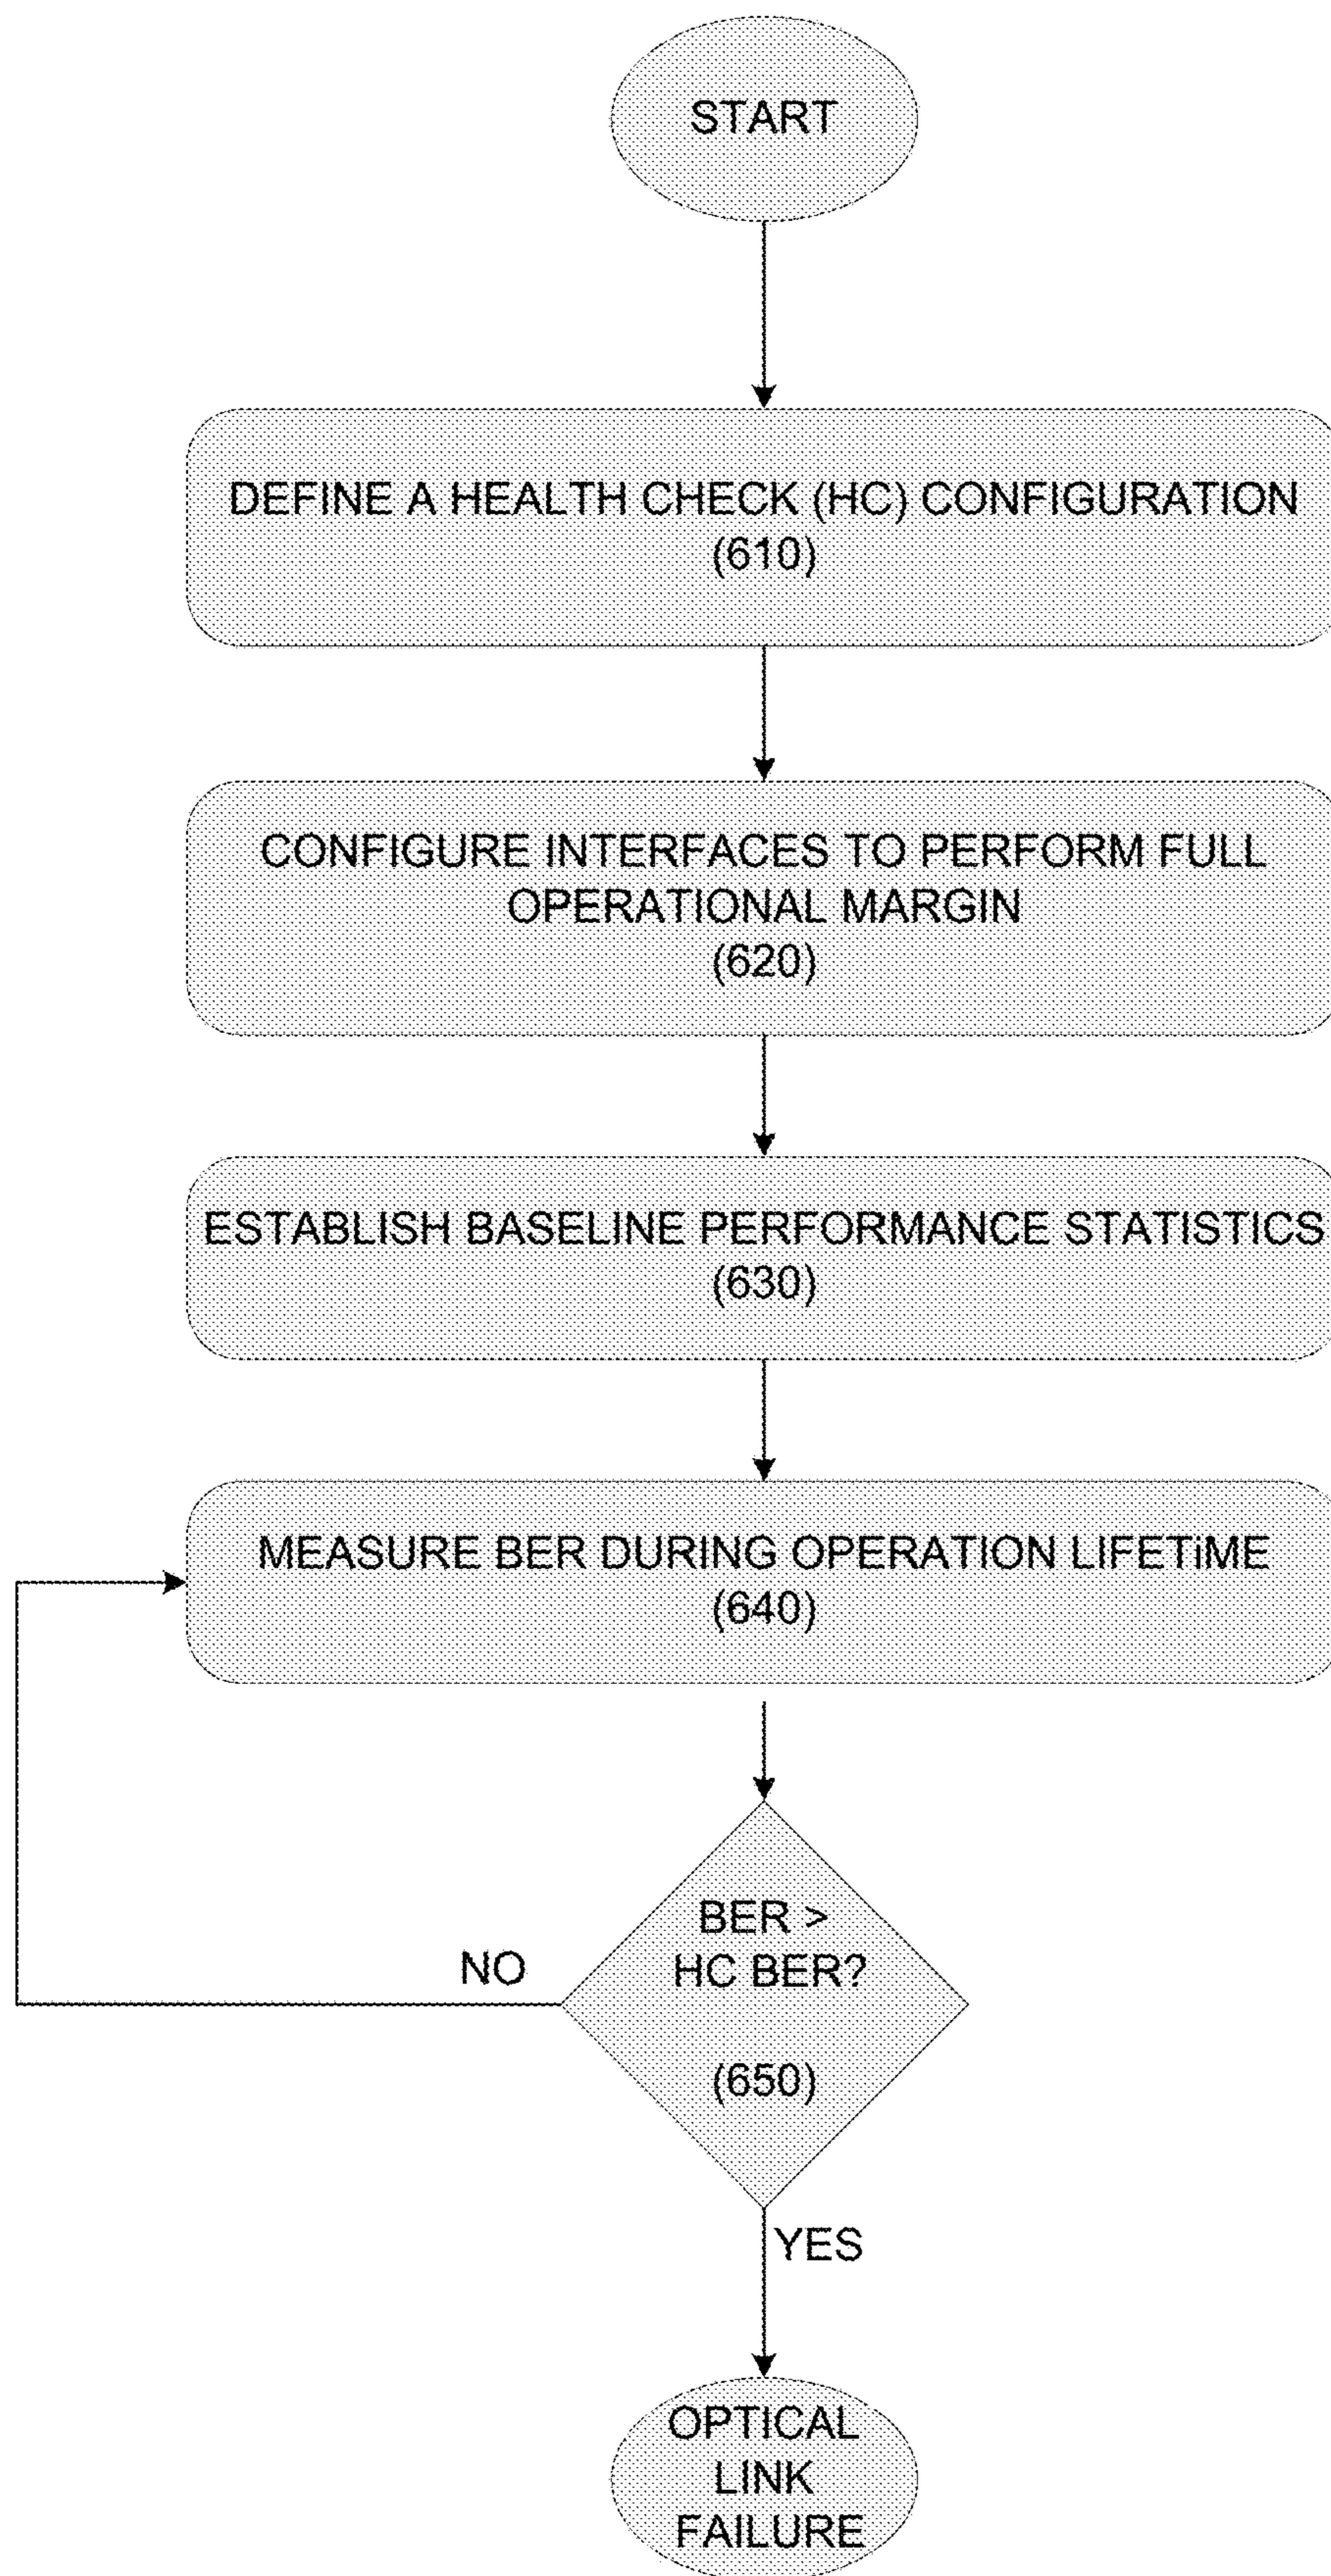 START
DEFINE A HEALTH CHECK (HC) CONFIGURATION
(610)
CONFIGURE INTERFACES TO PERFORM FULL
OPERATIONAL MARGIN
(620)
ESTABLISH BASELINE PERFORMANCE STATISTICS
(630)
MEASURE BER DURING OPERATION LIFETiME
(640)
BER >
HC BER?
NO
(650)
YES
OPTICAL
LINK
FAILURE